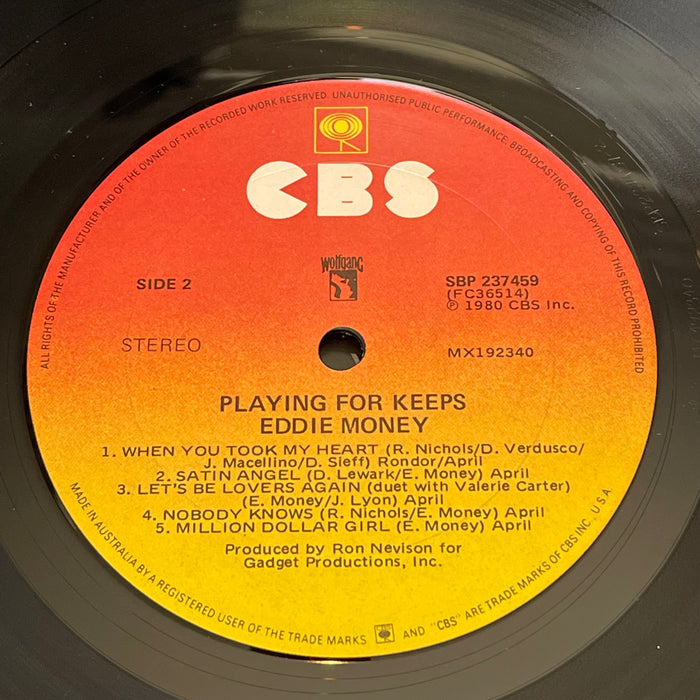 ALL RIGHTS OF THE MANUFACTURER AND OF THE OWNER OF THE RECORDED WORK RESERVED. UNAUTHORISED PUBLIC PERFORMANCE, BROADCASTING AND COPYING OF THIS RECORD PROHIBITED
CBS
wolfgang
SIDE 2
SBP 237459
(FC36514)
℗ 1980 CBS Inc.
STEREO
MX192340
PLAYING FOR KEEPS
EDDIE MONEY
1. WHEN YOU TOOK MY HEART (R. Nichols/D. Verdusco/
J. Macellino/D. Sieff) Rondor/April
2. SATIN ANGEL (D. Lewark/E. Money) April
3. LET'S BE LOVERS AGAIN (duet with Valerie Carter)
(E. Money/J. Lyon) April
4. NOBODY KNOWS (R. Nichols/E. Money) April
5. MILLION DOLLAR GIRL (E. Money) April
Produced by Ron Nevison for
Gadget Productions, Inc.
MADE IN AUSTRALIA BY A REGISTERED USER OF THE TRADE MARKS AND "CBS" ARE TRADE MARKS OF CBS INC. U.S.A.